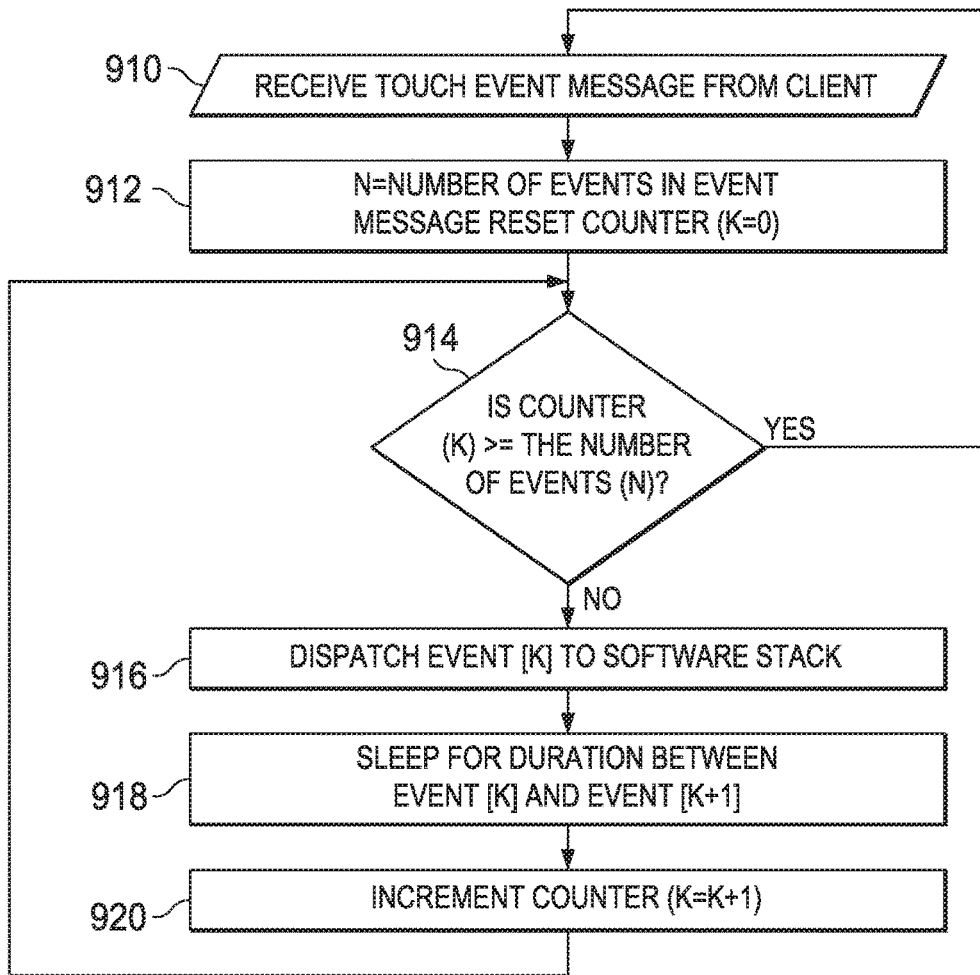 910
RECEIVE TOUCH EVENT MESSAGE FROM CLIENT
912
N=NUMBER OF EVENTS IN EVENT
MESSAGE RESET COUNTER (K=0)
914
IS COUNTER
(K) >= THE NUMBER
OF EVENTS (N)?
YES
NO
916
DISPATCH EVENT [K] TO SOFTWARE STACK
918
SLEEP FOR DURATION BETWEEN
EVENT [K] AND EVENT [K+1]
920
INCREMENT COUNTER (K=K+1)